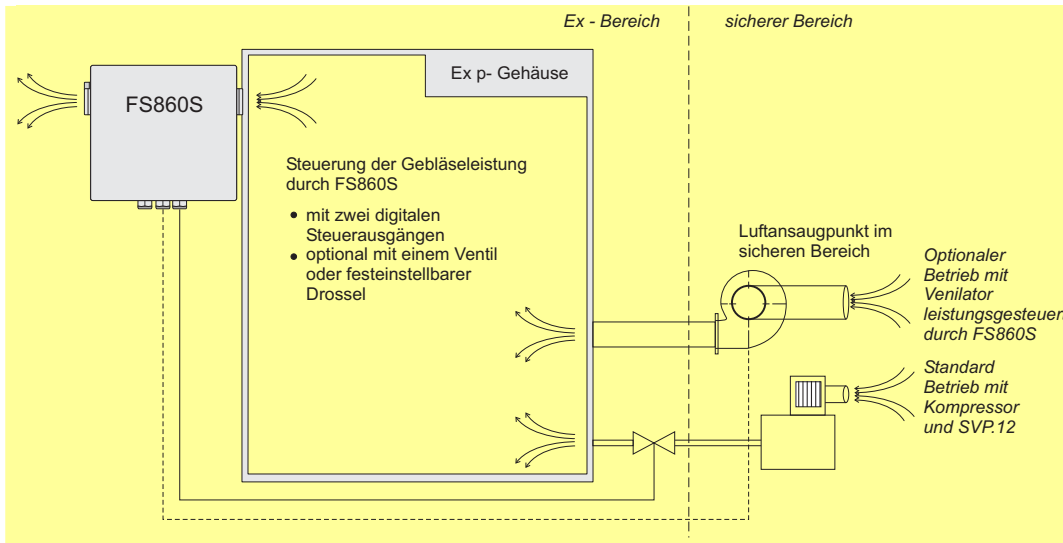 Ex - Bereich
sicherer Bereich
Ex p- Gehäuse
FS860S
Steuerung der Gebläseleistung
durch FS860S
• mit zwei digitalen
Steuerausgängen
• optional mit einem Ventil
oder festeinstellbarer
Drossel
Luftansaugpunkt im
sicheren Bereich
Optionaler
Betrieb mit
Venilator
leistungsgesteuert
durch FS860S
Standard
Betrieb mit
Kompressor
und SVP.12